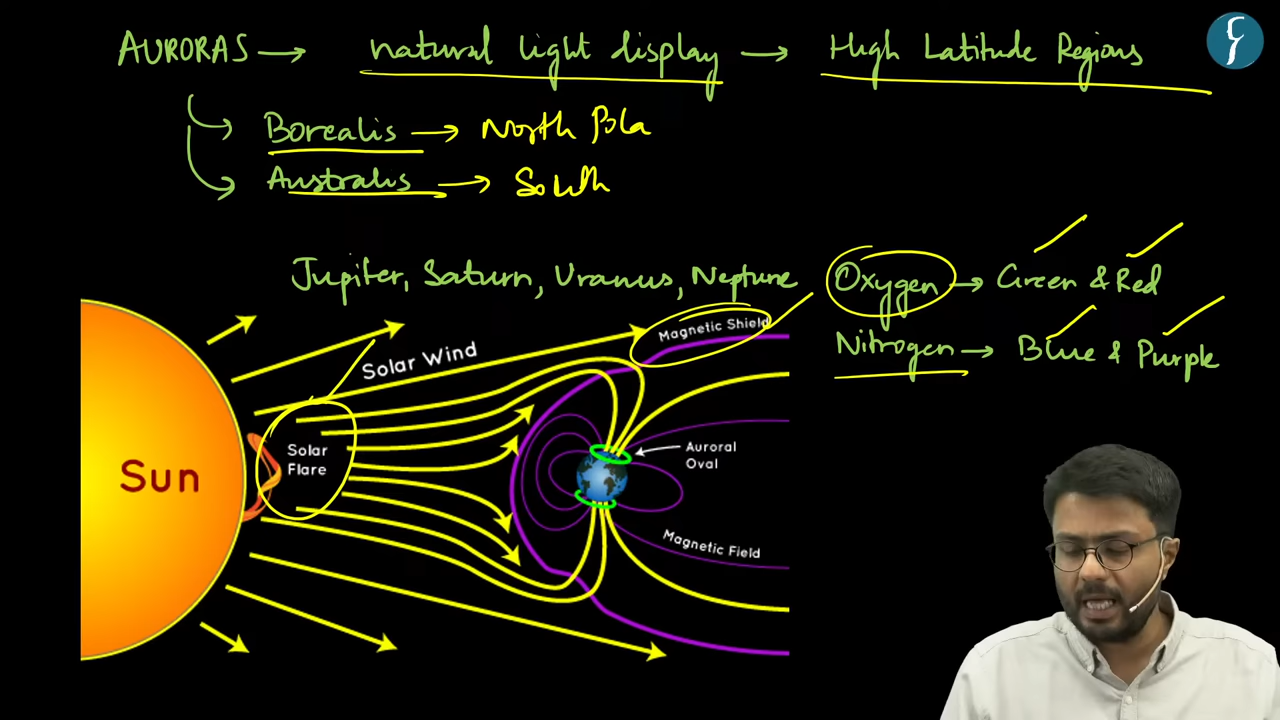 AURORAS → natural light display → High Latitude Regions
Borealis → North Pola
Australis → South
Jupiter, Saturn, Uranus, Neptune
Oxygen → Green & Red
Nitrogen → Blue & Purple
Magnetic Shield
Solar Wind
Solar
Flare
Sun
Auroral
Oval
Magnetic Field